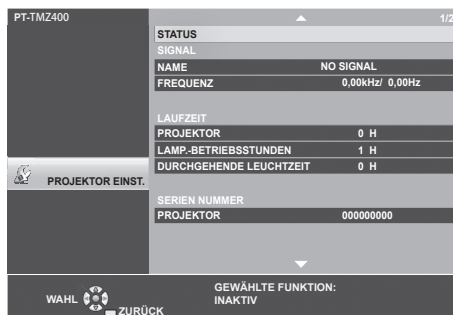 PT-TMZ400
1/2
STATUS
SIGNAL
NAME NO SIGNAL
FREQUENZ 0,00kHz/ 0,00Hz
LAUFZEIT
PROJEKTOR 0 H
LAMP.-BETRIEBSSTUNDEN 1 H
DURCHGEHENDE LEUCHTZEIT 0 H
PROJEKTOR EINST.
SERIEN NUMMER
PROJEKTOR 000000000
WAHL
ZURÜCK
GEWÄHLTE FUNKTION:
INAKTIV